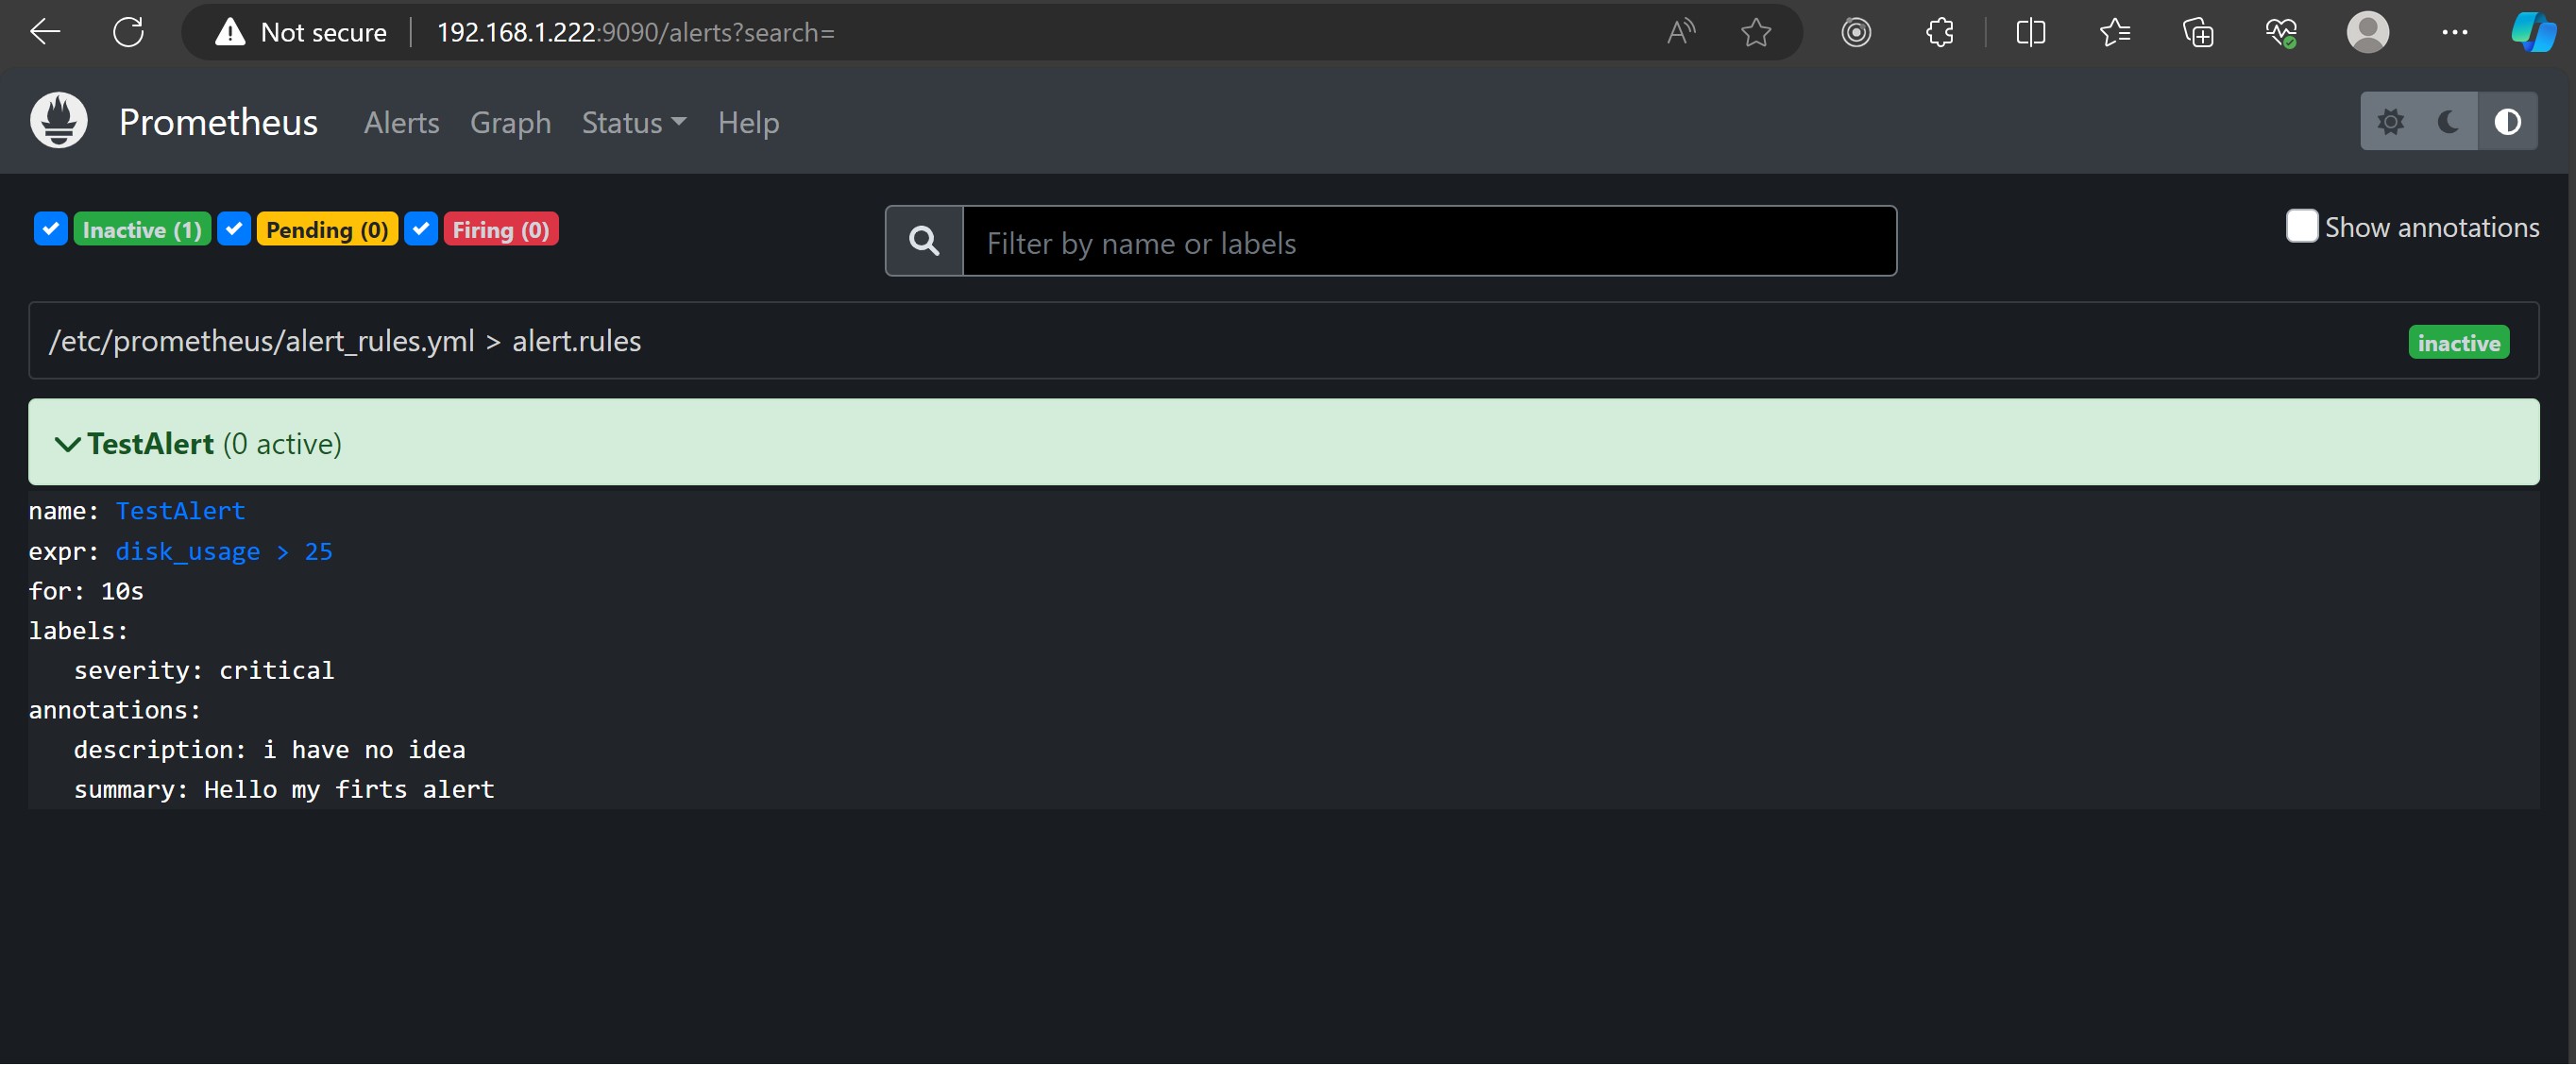 Not secure 192.168.1.222:9090/alerts?search=
Prometheus Alerts Graph Status Help
Inactive (1) Pending (0) Firing (0) Filter by name or labels Show annotations
/etc/prometheus/alert_rules.yml > alert.rules inactive
TestAlert (0 active)
name: TestAlert
expr: disk_usage > 25
for: 10s
labels:
severity: critical
annotations:
description: i have no idea
summary: Hello my firts alert